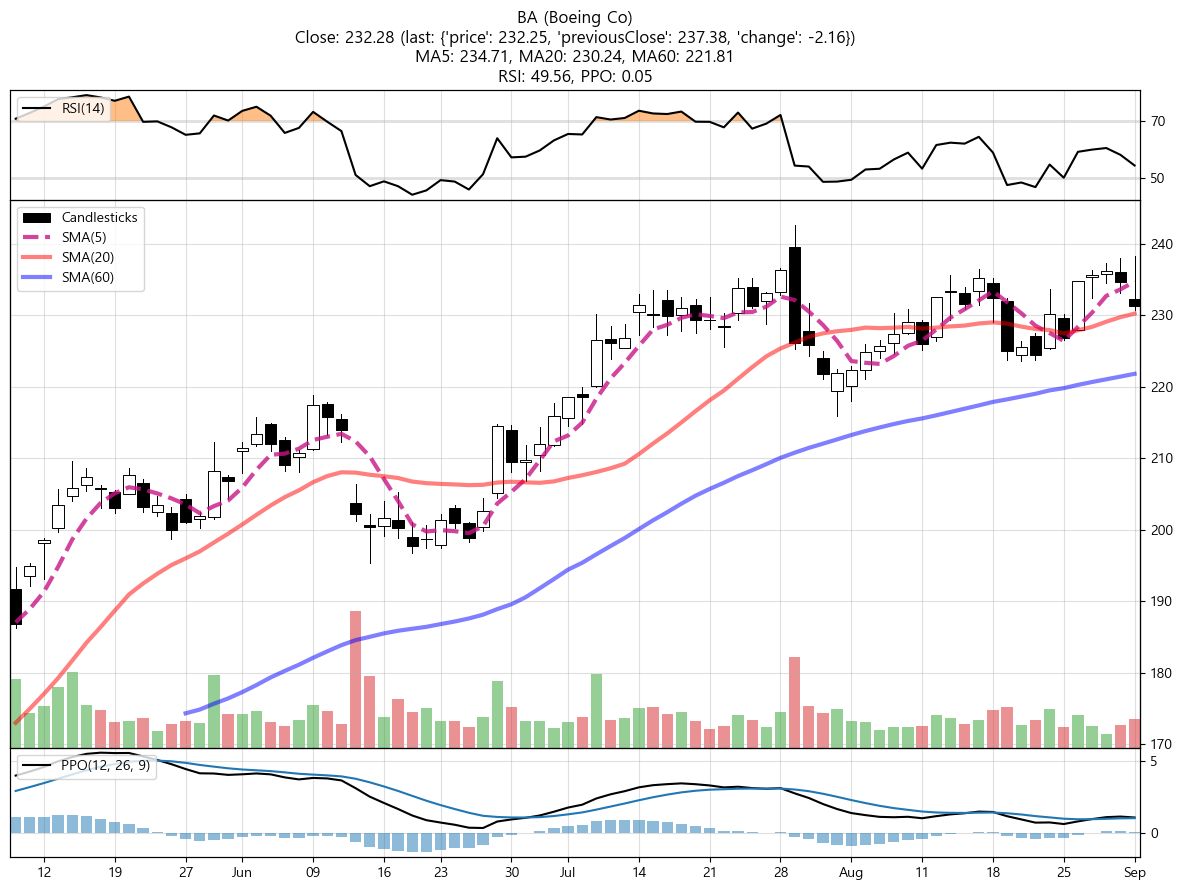 BA (Boeing Co)
Close: 232.28 (last: {'price': 232.25, 'previousClose': 237.38, 'change': -2.16})
MA5: 234.71, MA20: 230.24, MA60: 221.81
RSI: 49.56, PPO: 0.05
RSI(14)
70
50
Candlesticks
SMA(5)
SMA(20)
SMA(60)
240
230
220
210
200
190
180
170
PPO(12, 26, 9)
5
0
12 19 27 Jun 09 16 23 30 Jul 14 21 28 Aug 11 18 25 Sep